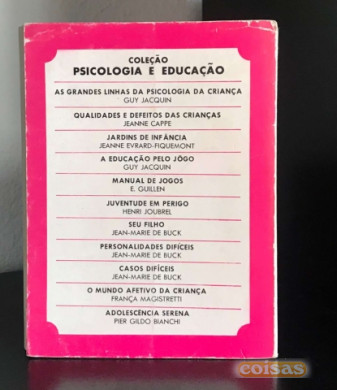 COLEÇÃO
PSICOLOGIA E EDUCAÇÃO
AS GRANDES LINHAS DA PSICOLOGIA DA CRIANÇA
GUY JACQUIN
QUALIDADES E DEFEITOS DAS CRIANÇAS
JEANNE CAPPE
JARDINS DE INFÂNCIA
JEANNE EVRARD-FIQUEMONT
A EDUCAÇÃO PELO JÔGO
GUY JACQUIN
MANUAL DE JOGOS
E. GUILLEN
JUVENTUDE EM PERIGO
HENRI JOUBREL
SEU FILHO
JEAN-MARIE DE BUCK
PERSONALIDADES DIFÍCEIS
JEAN-MARIE DE BUCK
CASOS DIFÍCEIS
JEAN-MARIE DE BUCK
O MUNDO AFETIVO DA CRIANÇA
FRANÇA MAGISTRETTI
ADOLESCÊNCIA SERENA
PIER GILDO BIANCHI
coisas